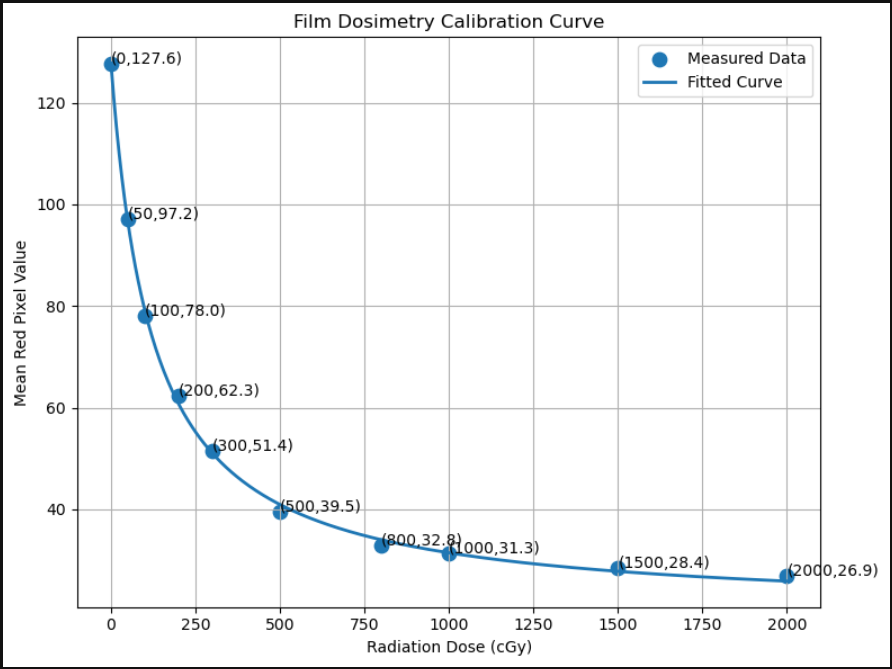 Film Dosimetry Calibration Curve
(0,127.6)
Measured Data
Fitted Curve
120
100
(50,97.2)
80
(100,78.0)
(200,62.3)
60
(300,51.4)
40
(500,39.5)
(800,32.8)
(1000,31.3)
(1500,28.4)
(2000,26.9)
Mean Red Pixel Value
0 250 500 750 1000 1250 1500 1750 2000
Radiation Dose (cGy)